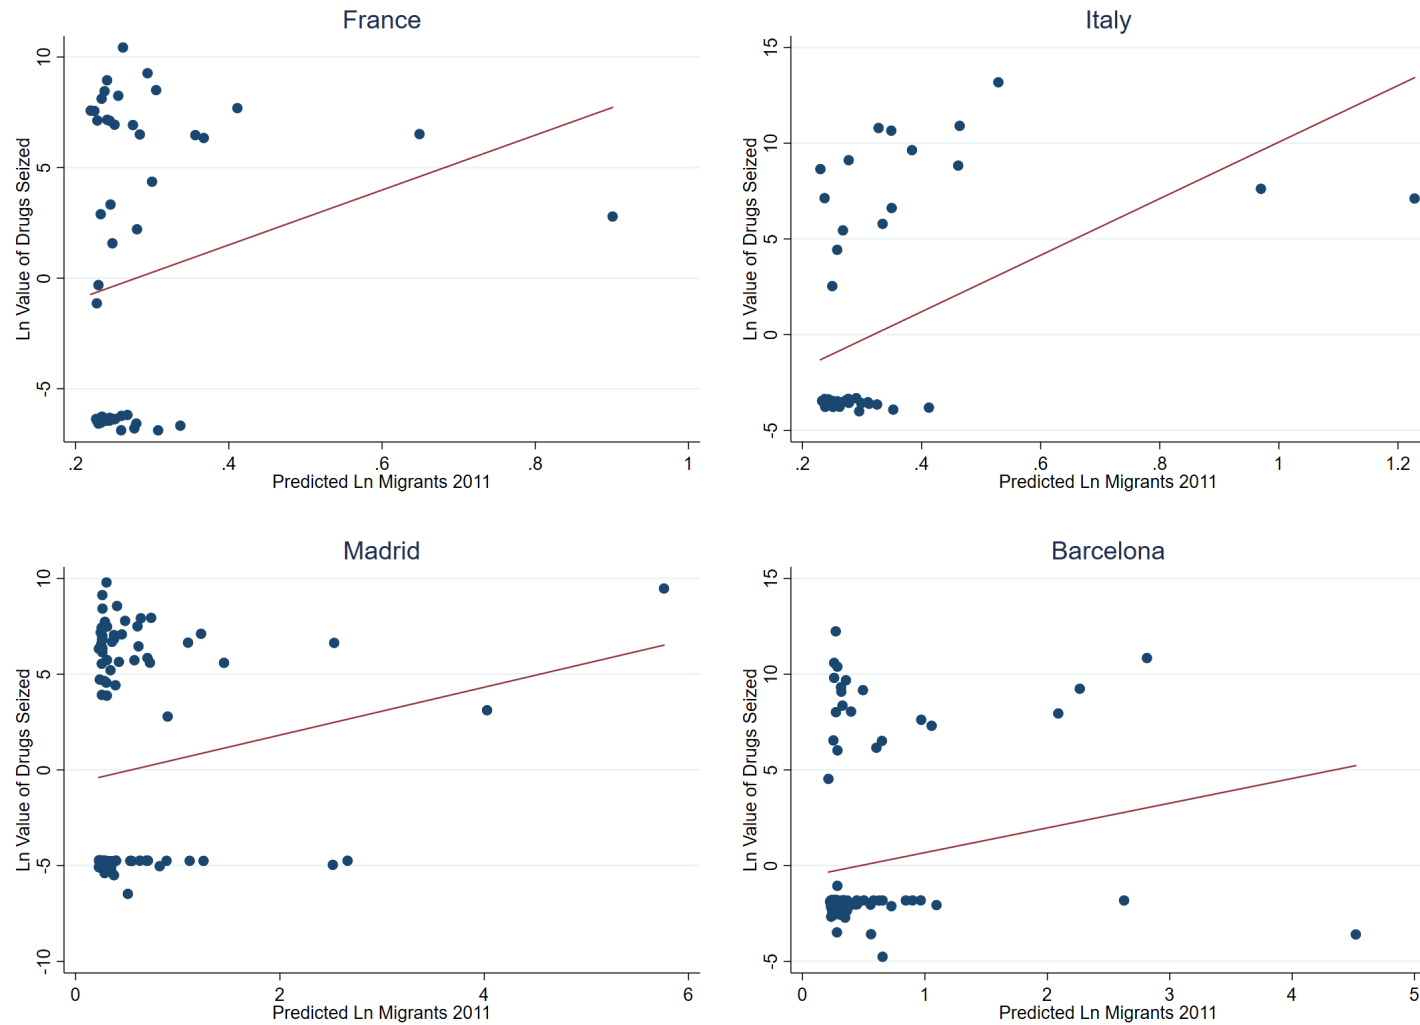 France
Ln Value of Drugs Seized
10
5
0
-5
.2 .4 .6 .8 1
Predicted Ln Migrants 2011
Italy
Ln Value of Drugs Seized
15
10
5
0
-5
.2 .4 .6 .8 1 1.2
Predicted Ln Migrants 2011
Madrid
Ln Value of Drugs Seized
10
5
0
-5
-10
0 2 4 6
Predicted Ln Migrants 2011
Barcelona
Ln Value of Drugs Seized
15
10
5
0
-5
0 1 2 3 4 5
Predicted Ln Migrants 2011